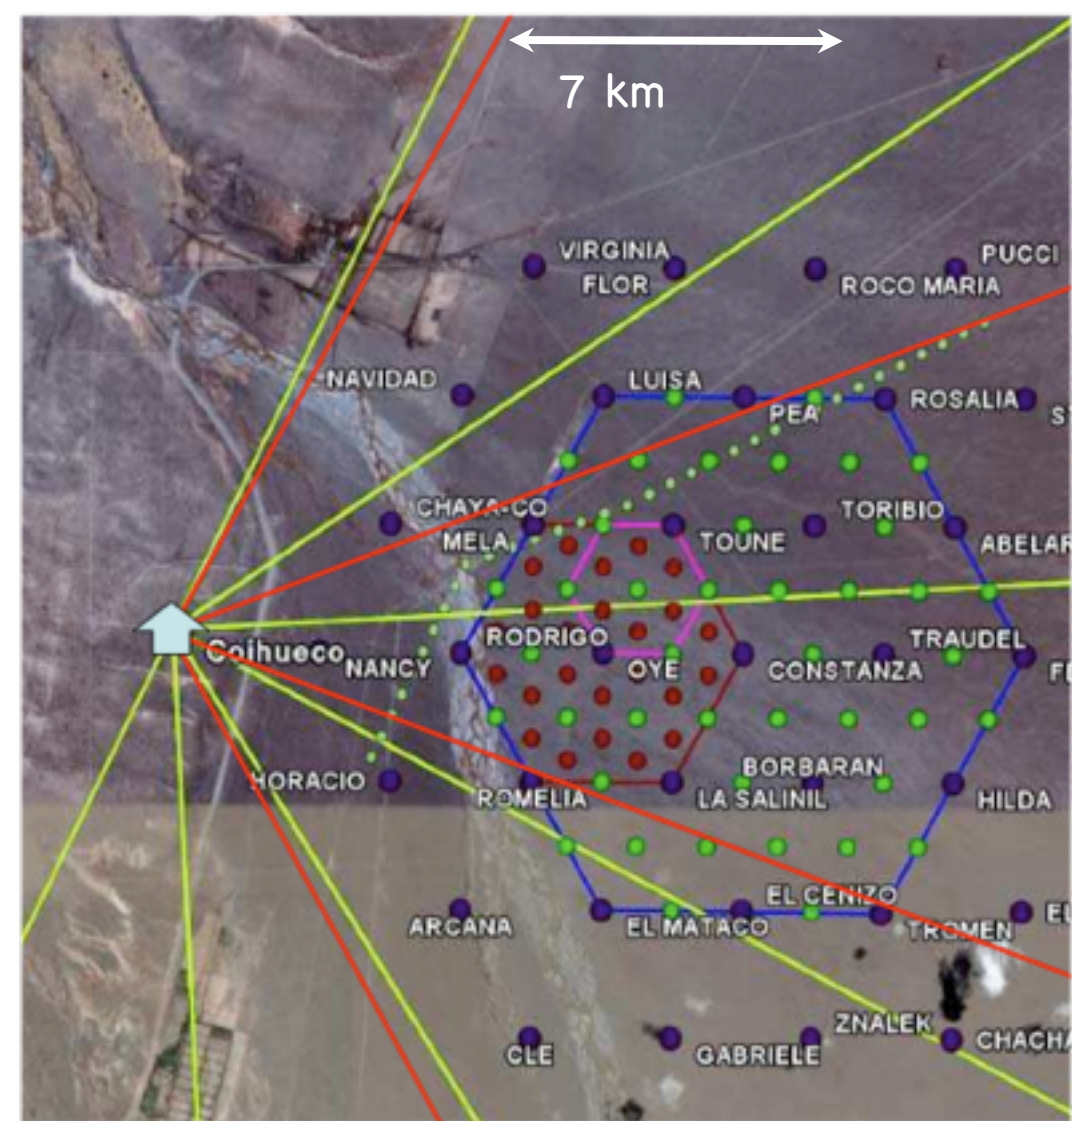 7 km
VIRGINIA
PUCCI
FLOR
ROCO MARIA
NAVIDAD
LUISA
PEA
ROSALIA
CHAYA-CO
MELA
TOUNE
TORIBIO
ABELAR
Coihueco
NANCY
RODRIGO
OYE
CONSTANZA
TRAUDEL
HORACIO
ROMELIA
BORBARAN
LA SALINIL
HILDA
ARCANA
EL MATACO
EL CENIZO
TROMEN
EL
CLE
GABRIELE
ZNALEK
CHACHA